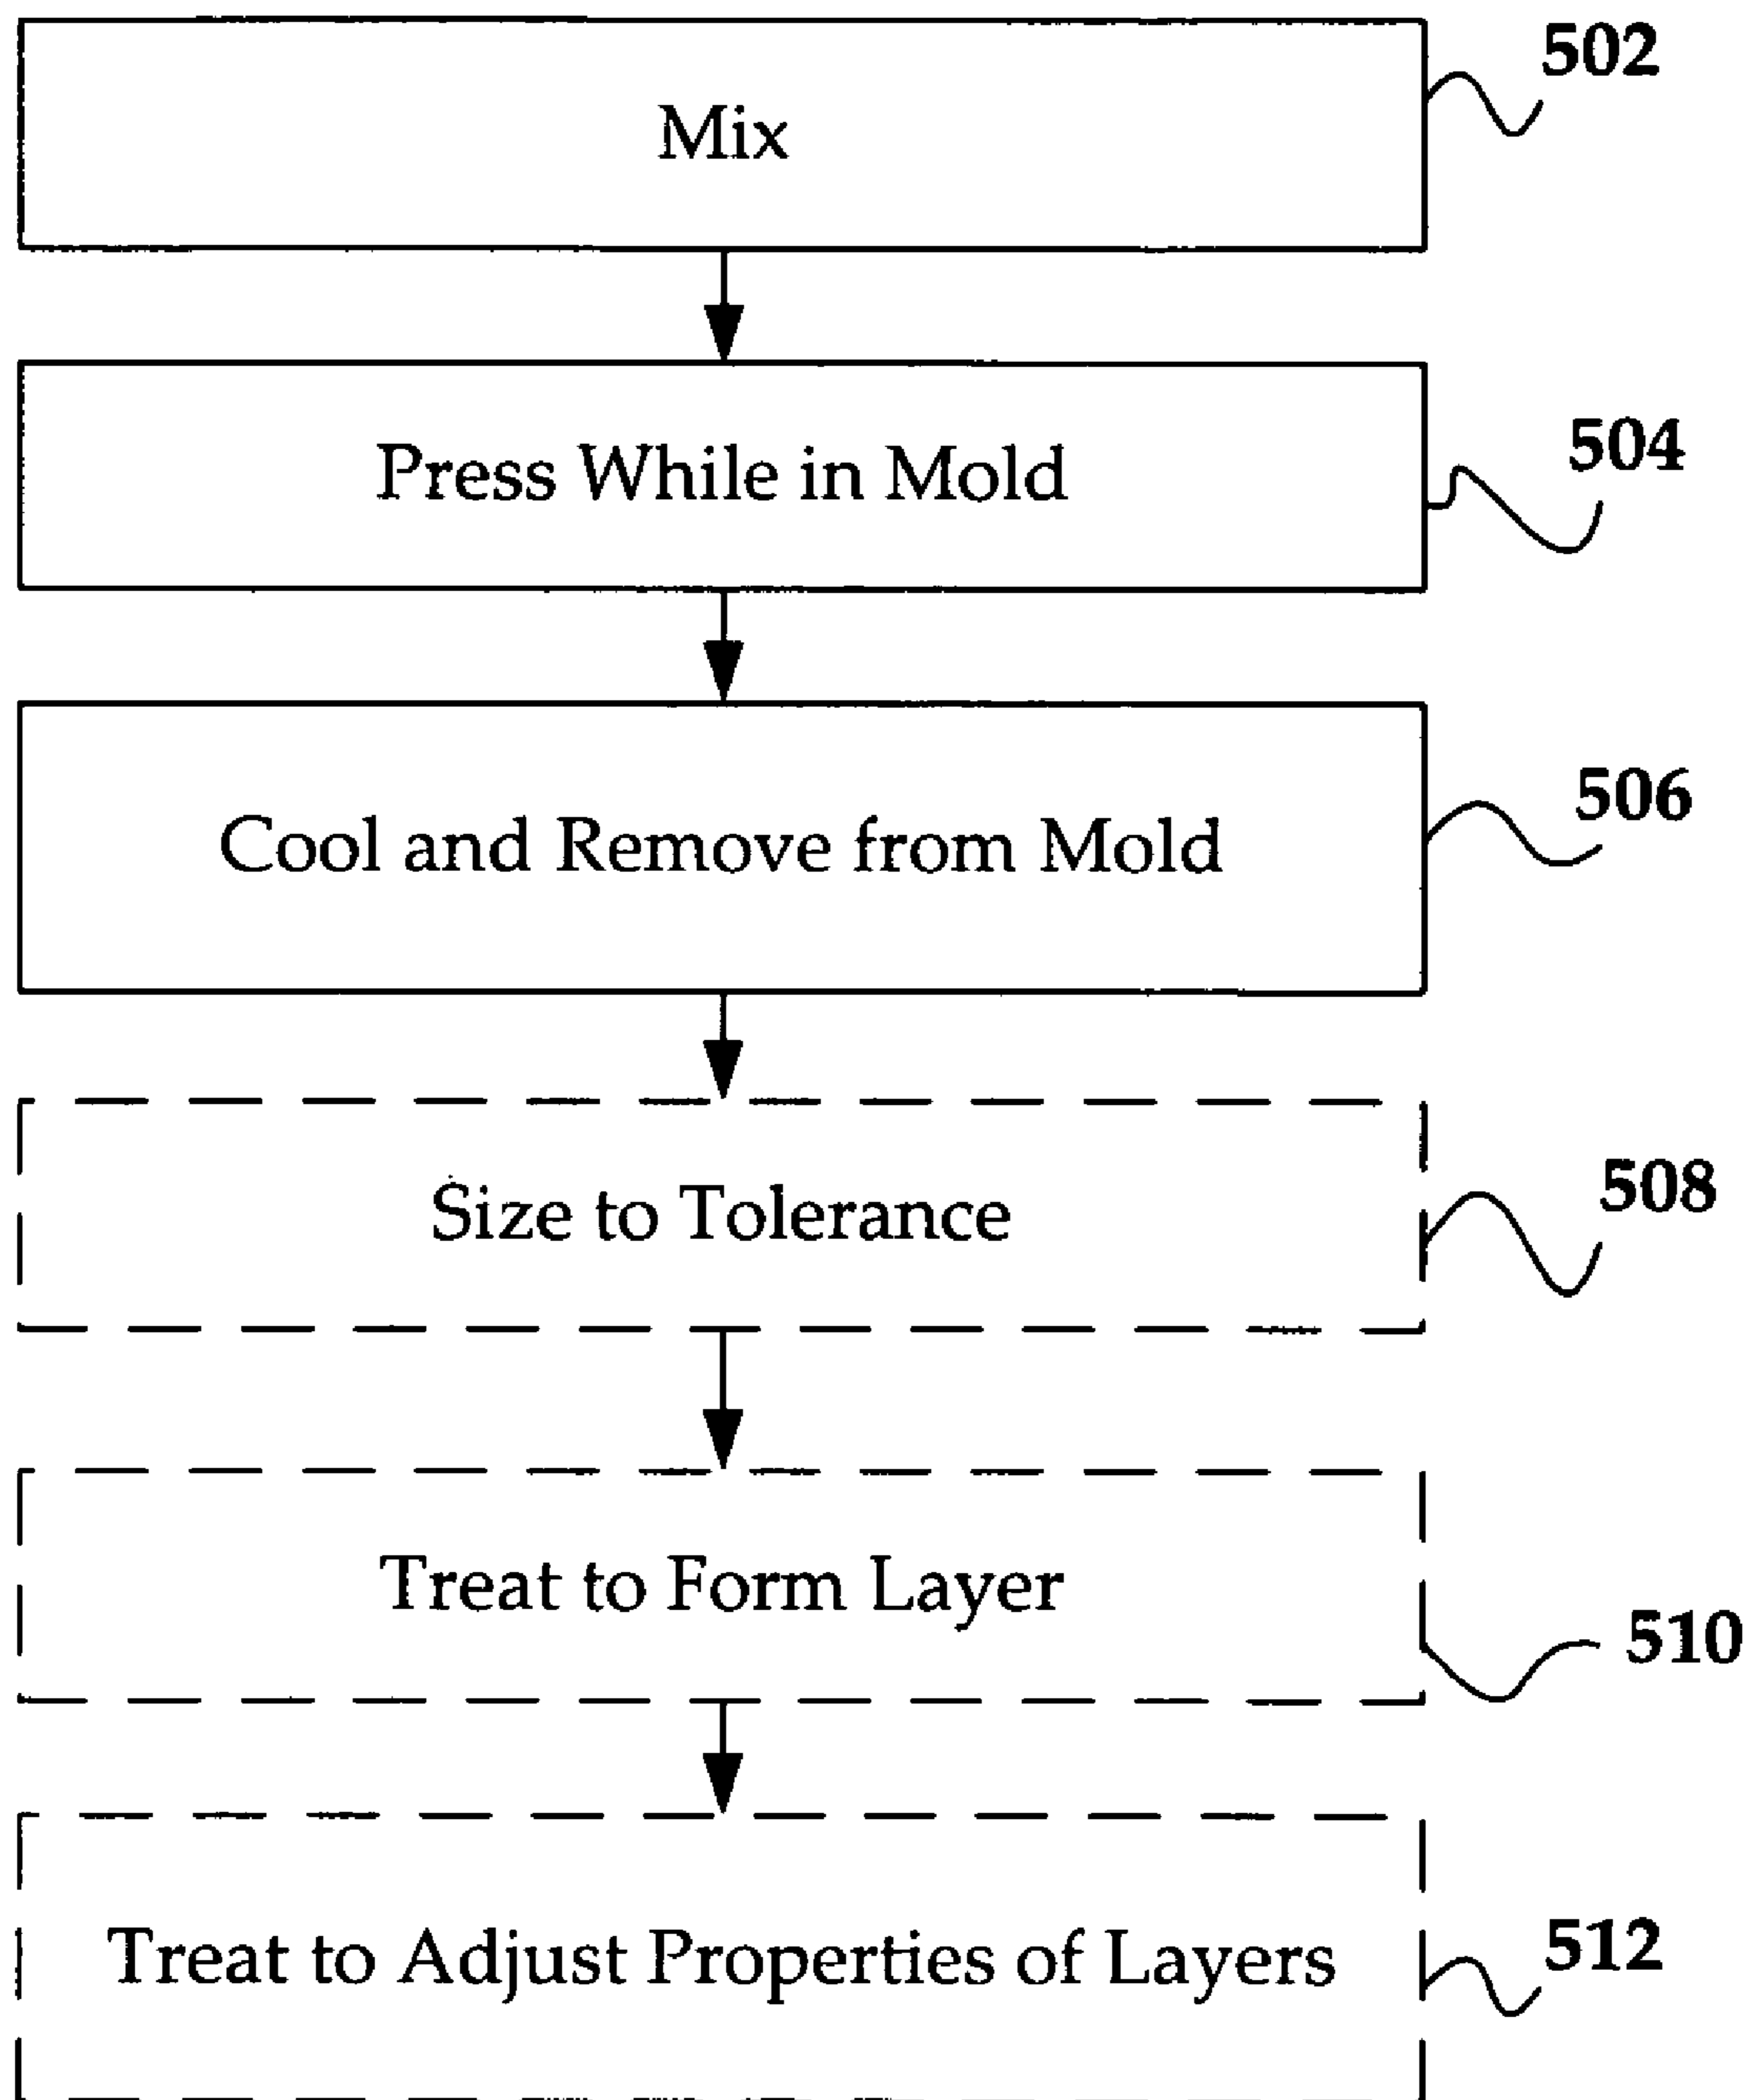 502
Mix
504
Press While in Mold
506
Cool and Remove from Mold
508
Size to Tolerance
Treat to Form Layer
510
512
Treat to Adjust Properties of Layers